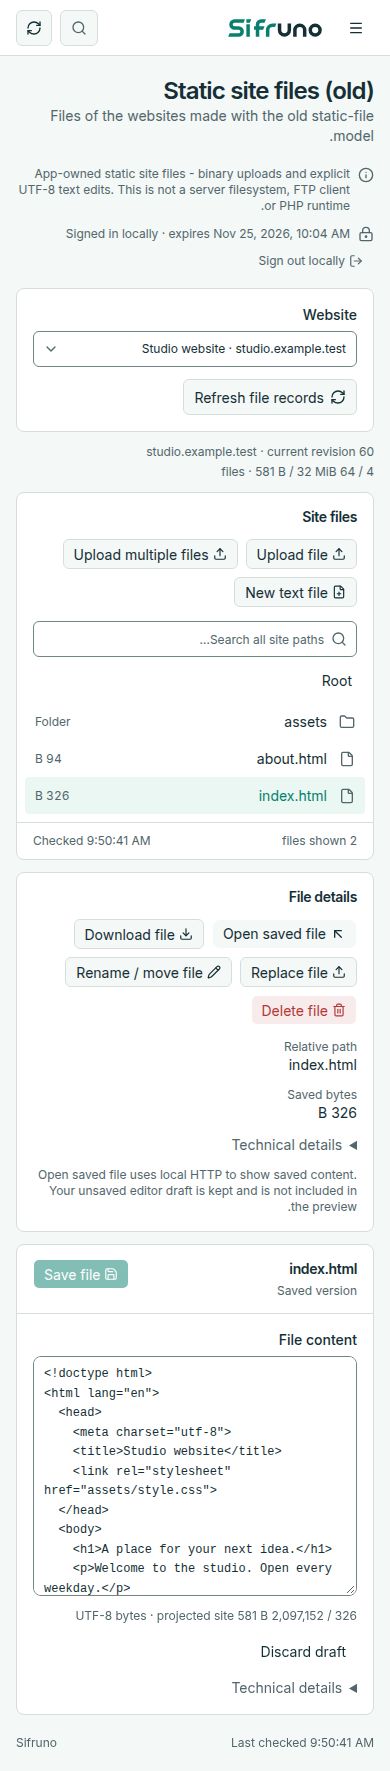 Sifruno
Static site files (old)
Files of the websites made with the old static-file
.model
App-owned static site files - binary uploads and explicit
UTF-8 text edits. This is not a server filesystem, FTP client
.or PHP runtime
Signed in locally · expires Nov 25, 2026, 10:04 AM
Sign out locally
Website
Studio website · studio.example.test
Refresh file records
studio.example.test · current revision 60
files · 581 B / 32 MiB 64 / 4
Site files
Upload file
Upload multiple files
New text file
...Search all site paths
Root
assets
Folder
about.html
B 94
index.html
B 326
files shown 2
Checked 9:50:41 AM
File details
Open saved file
Download file
Replace file
Rename / move file
Delete file
Relative path
index.html
Saved bytes
B 326
Technical details
Open saved file uses local HTTP to show saved content.
Your unsaved editor draft is kept and is not included in
.the preview
index.html
Saved version
Save file
File content
<!doctype html>
<html lang="en">
<head>
<meta charset="utf-8">
<title>Studio website</title>
<link rel="stylesheet"
href="assets/style.css">
</head>
<body>
<h1>A place for your next idea.</h1>
<p>Welcome to the studio. Open every
weekday.</p>
UTF-8 bytes · projected site 581 B 2,097,152 / 326
Discard draft
Technical details
Last checked 9:50:41 AM
Sifruno